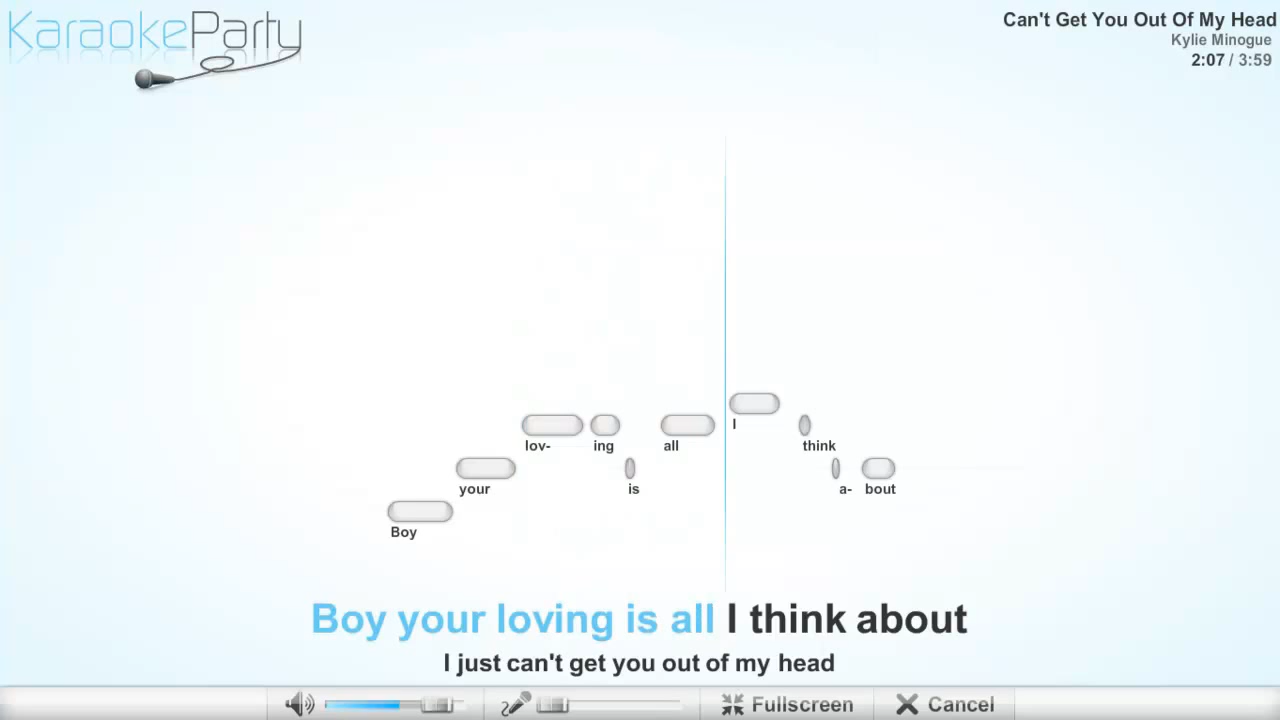 KaraokeParty
Can't Get You Out Of My Head
Kylie Minogue
2:07 / 3:59
I
lov- ing all think
your is a- bout
Boy
Boy your loving is all I think about
I just can't get you out of my head
Fullscreen Cancel